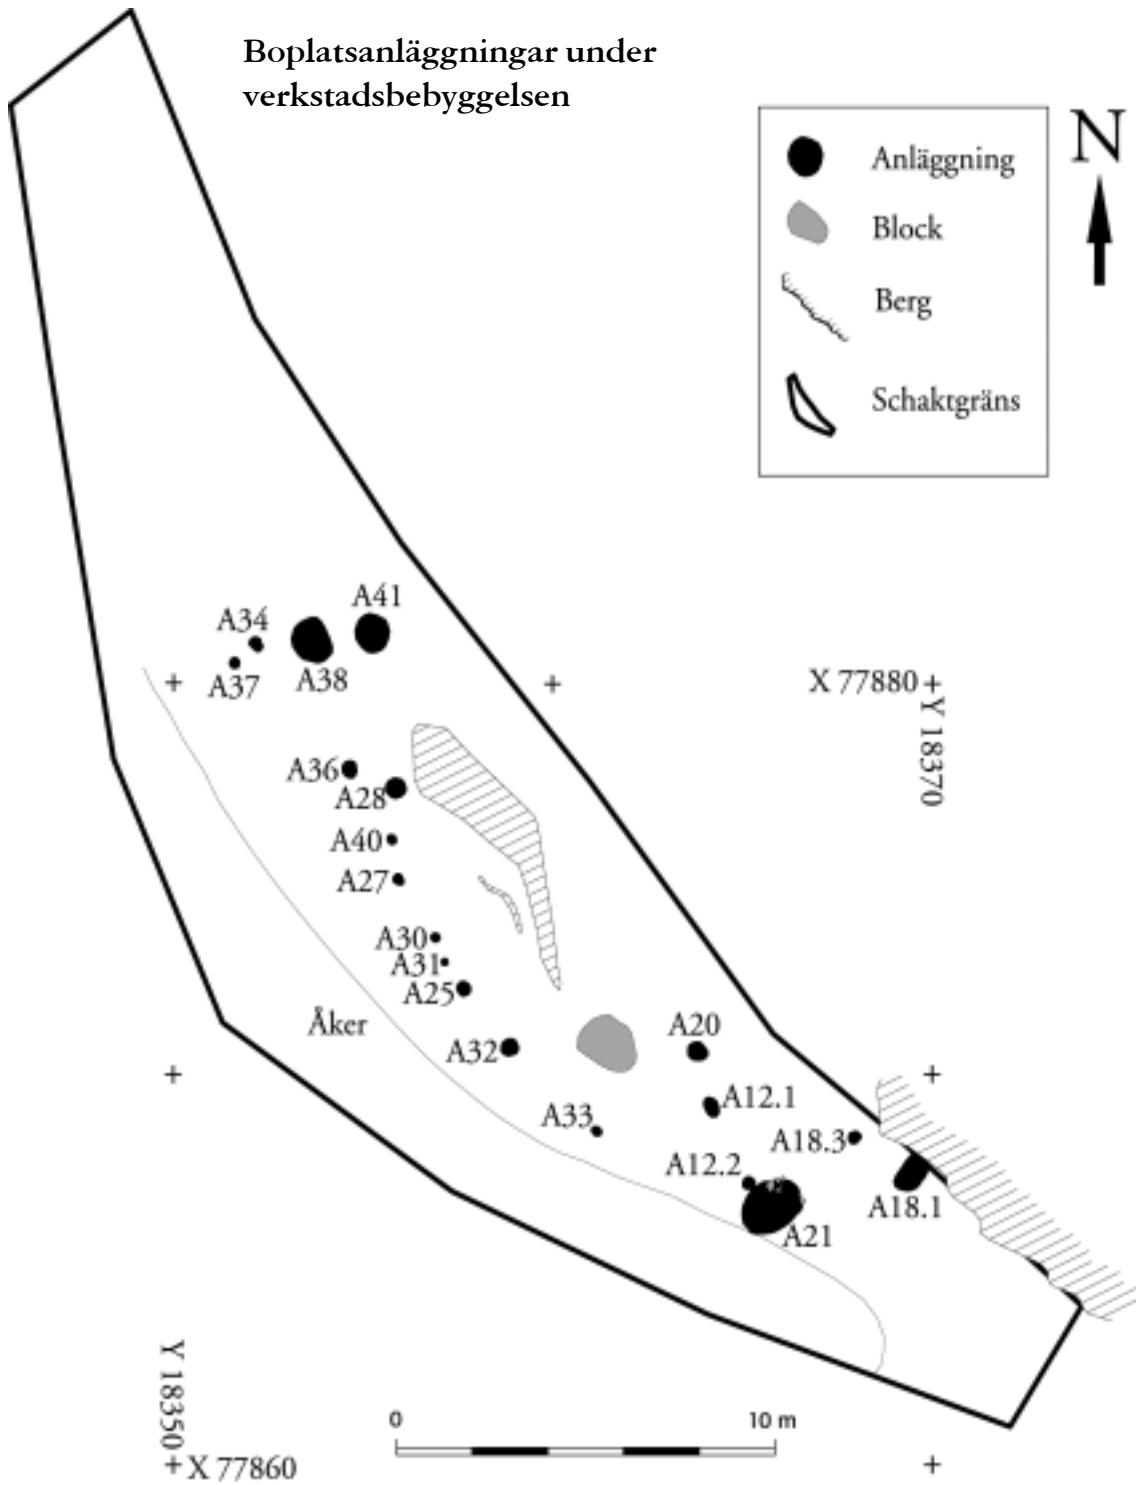 Boplatsanläggningar under
verkstadsbebyggelsen
N
Anläggning
Block
Berg
Schaktgräns
A41
A34
A37
A38
X 77880
Y 18370
A36
A28
A40
A27
A30
A31
A25
Åker
A32
A20
A12.1
A33
A18.3
A12.2
A18.1
A21
Y 18350
X 77860
0
10 m